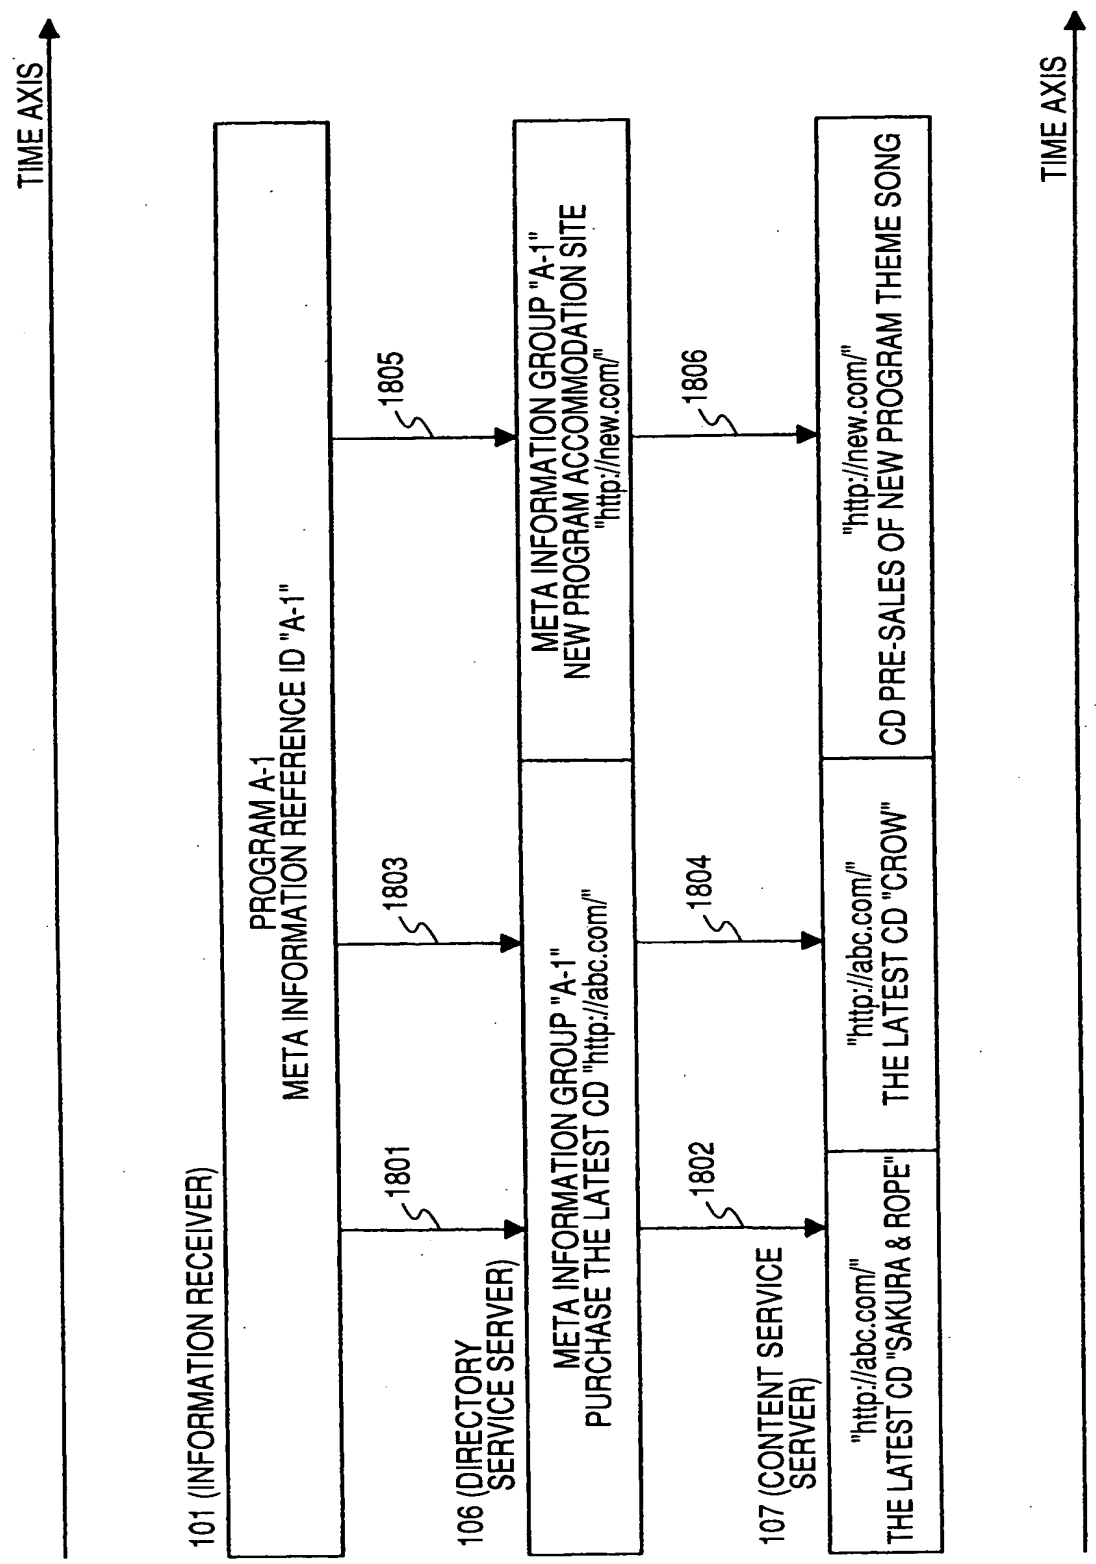 TIME AXIS
101 (INFORMATION RECEIVER)
PROGRAM A-1
META INFORMATION REFERENCE ID "A-1"
1801
1803
1805
106 (DIRECTORY
SERVICE SERVER)
META INFORMATION GROUP "A-1"
PURCHASE THE LATEST CD "http://abc.com/"
META INFORMATION GROUP "A-1"
NEW PROGRAM ACCOMMODATION SITE
"http://new.com/"
1802
1804
1806
107 (CONTENT SERVICE
SERVER)
"http://abc.com/"
THE LATEST CD "SAKURA & ROPE"
"http://abc.com/"
THE LATEST CD "CROW"
"http://new.com/"
CD PRE-SALES OF NEW PROGRAM THEME SONG
TIME AXIS